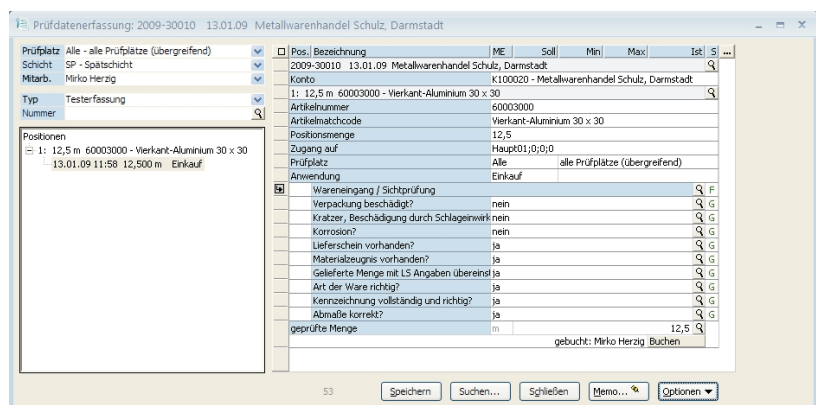 Prüfdatenerfassung: 2009-30010 13.01.09 Metallwarenhandel Schulz, Darmstadt
Prüfplatz Alle - alle Prüfplätze (übergreifend)
Schicht SP - Spätschicht
Mitarb. Mirko Herzig
Typ Testerfassung
Nummer
Positionen
1: 12,5 m 60003000 - Vierkant-Aluminium 30 x 30
13.01.09 11:58 12,500 m Einkauf
Pos. Bezeichnung ME Soll Min Max Ist S ...
2009-30010 13.01.09 Metallwarenhandel Schulz, Darmstadt
Konto K100020 - Metallwarenhandel Schulz, Darmstadt
1: 12,5 m 60003000 - Vierkant-Aluminium 30 x 30
Artikelnummer 60003000
Artikelmatchcode Vierkant-Aluminium 30 x 30
Positionsmenge 12,5
Zugang auf Haupt01;0;0;0
Prüfplatz Alle alle Prüfplätze (übergreifend)
Anwendung Einkauf
Wareneingang / Sichtprüfung F
Verpackung beschädigt? nein G
Kratzer, Beschädigung durch Schlageinwirk nein G
Korrosion? nein G
Lieferschein vorhanden? ja G
Materialzeugnis vorhanden? ja G
Gelieferte Menge mit LS Angaben übereinst ja G
Art der Ware richtig? ja G
Kennzeichnung vollständig und richtig? ja G
Abmaße korrekt? ja G
geprüfte Menge m 12,5
gebucht: Mirko Herzig Buchen
53 Speichern Suchen... Schließen Memo... Optionen